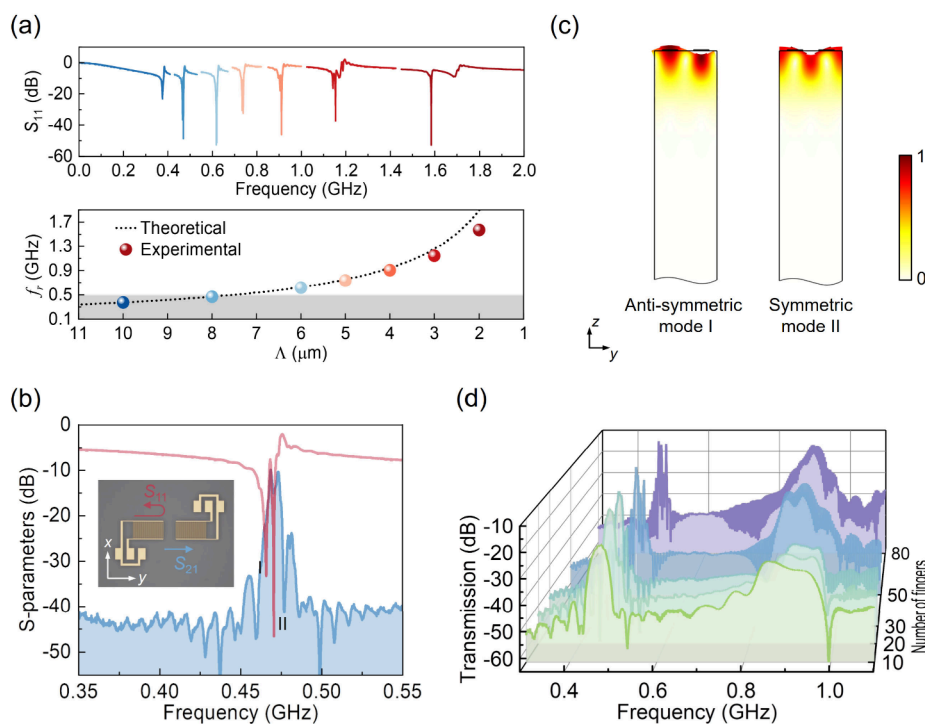 (a)
0
-20
-40
-60
S11 (dB)
0.0 0.2 0.4 0.6 0.8 1.0 1.2 1.4 1.6 1.8 2.0
Frequency (GHz)
1.7
1.3
0.9
0.5
0.1
fr (GHz)
Theoretical
Experimental
11 10 9 8 7 6 5 4 3 2 1
Λ (μm)
(c)
1
0
Anti-symmetric
mode I
Symmetric
mode II
z
y
(b)
0
-10
-20
-30
-40
-50
S-parameters (dB)
S11
S21
x
y
I
II
0.35 0.40 0.45 0.50 0.55
Frequency (GHz)
(d)
-10
-20
-30
-40
-50
-60
Transmission (dB)
80
50
30
20
10
Number of fingers
0.4 0.6 0.8 1.0
Frequency (GHz)